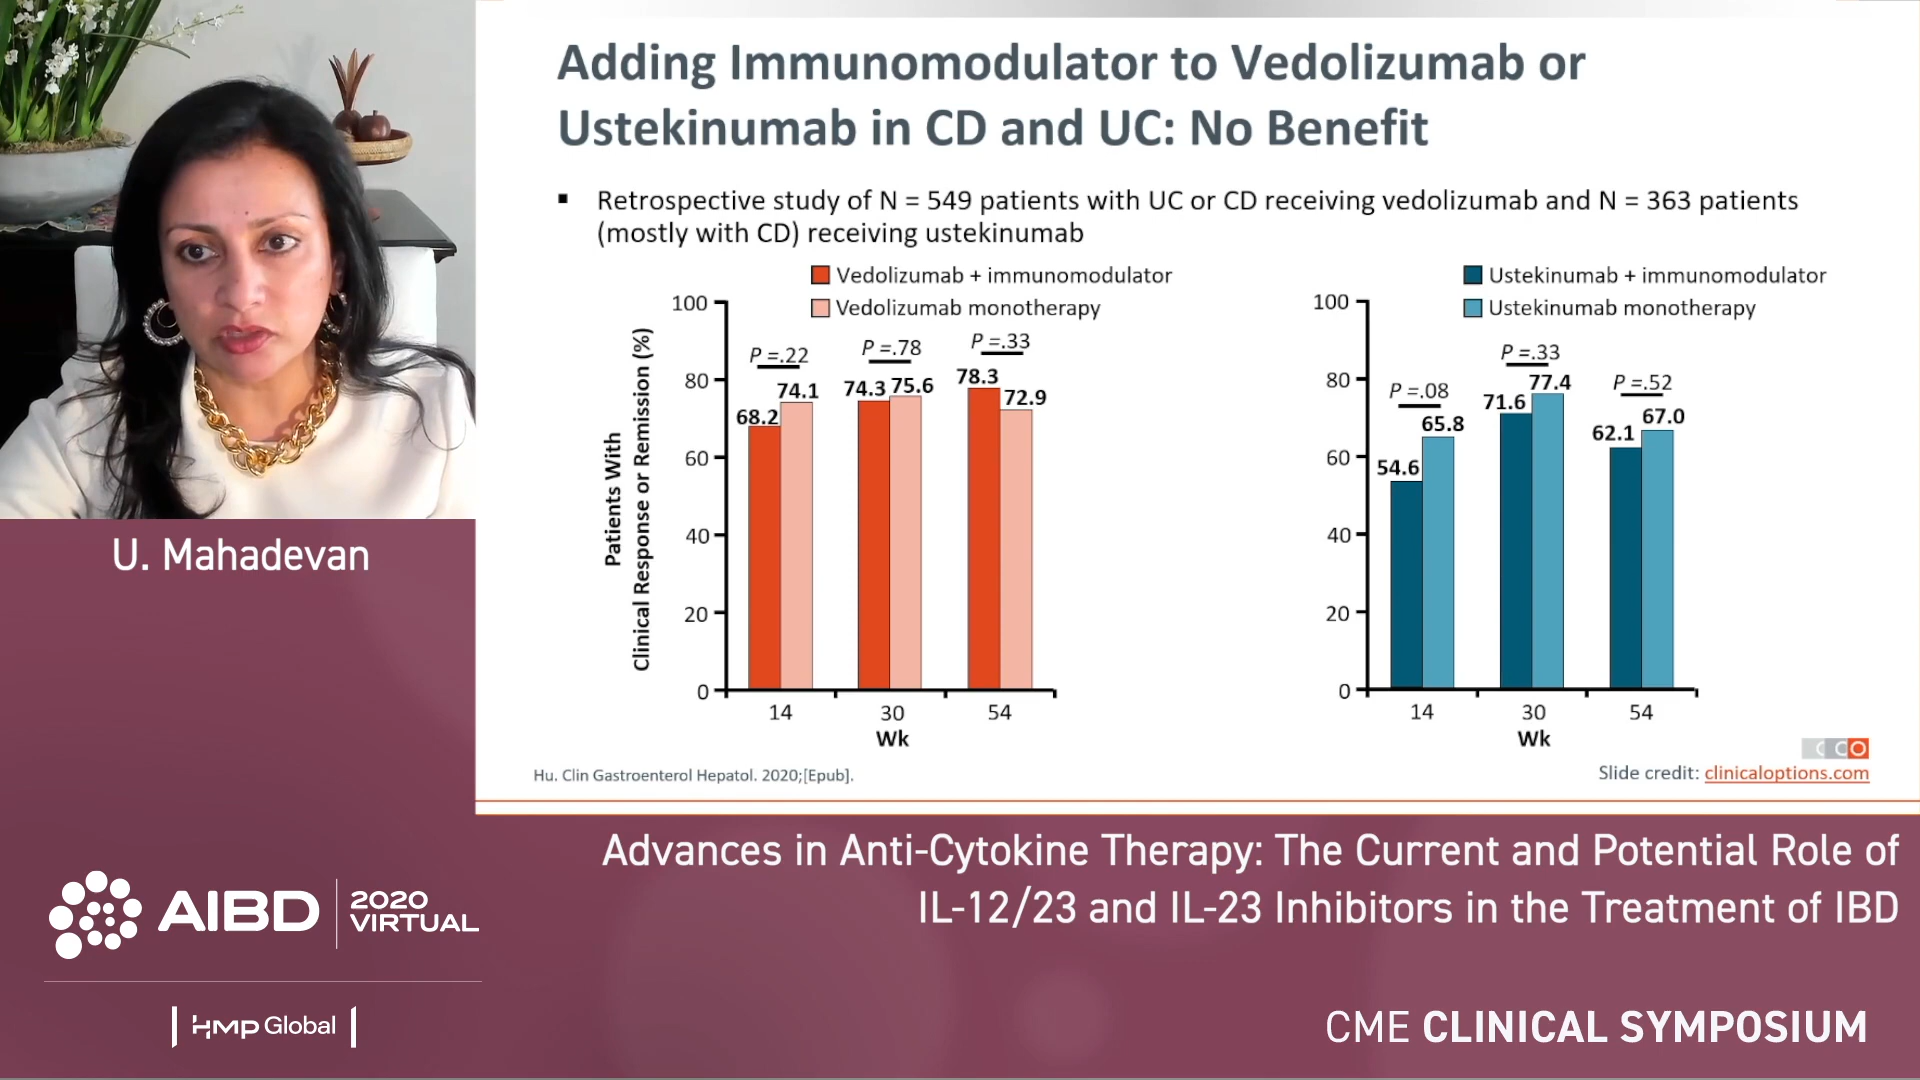 Adding Immunomodulator to Vedolizumab or
Ustekinumab in CD and UC: No Benefit
▪ Retrospective study of N = 549 patients with UC or CD receiving vedolizumab and N = 363 patients
(mostly with CD) receiving ustekinumab
Vedolizumab + immunomodulator
Vedolizumab monotherapy
Patients With
Clinical Response or Remission (%)
100
80
60
40
20
0
P =.22
68.2
74.1
P =.78
74.3
75.6
P =.33
78.3
72.9
14
30
54
Wk
Ustekinumab + immunomodulator
Ustekinumab monotherapy
100
80
60
40
20
0
P =.08
54.6
65.8
P =.33
71.6
77.4
P =.52
62.1
67.0
14
30
54
Wk
CCO
Hu. Clin Gastroenterol Hepatol. 2020;[Epub].
Slide credit: clinicaloptions.com
U. Mahadevan
Advances in Anti-Cytokine Therapy: The Current and Potential Role of
IL-12/23 and IL-23 Inhibitors in the Treatment of IBD
AIBD
2020
VIRTUAL
HMP Global
CME CLINICAL SYMPOSIUM